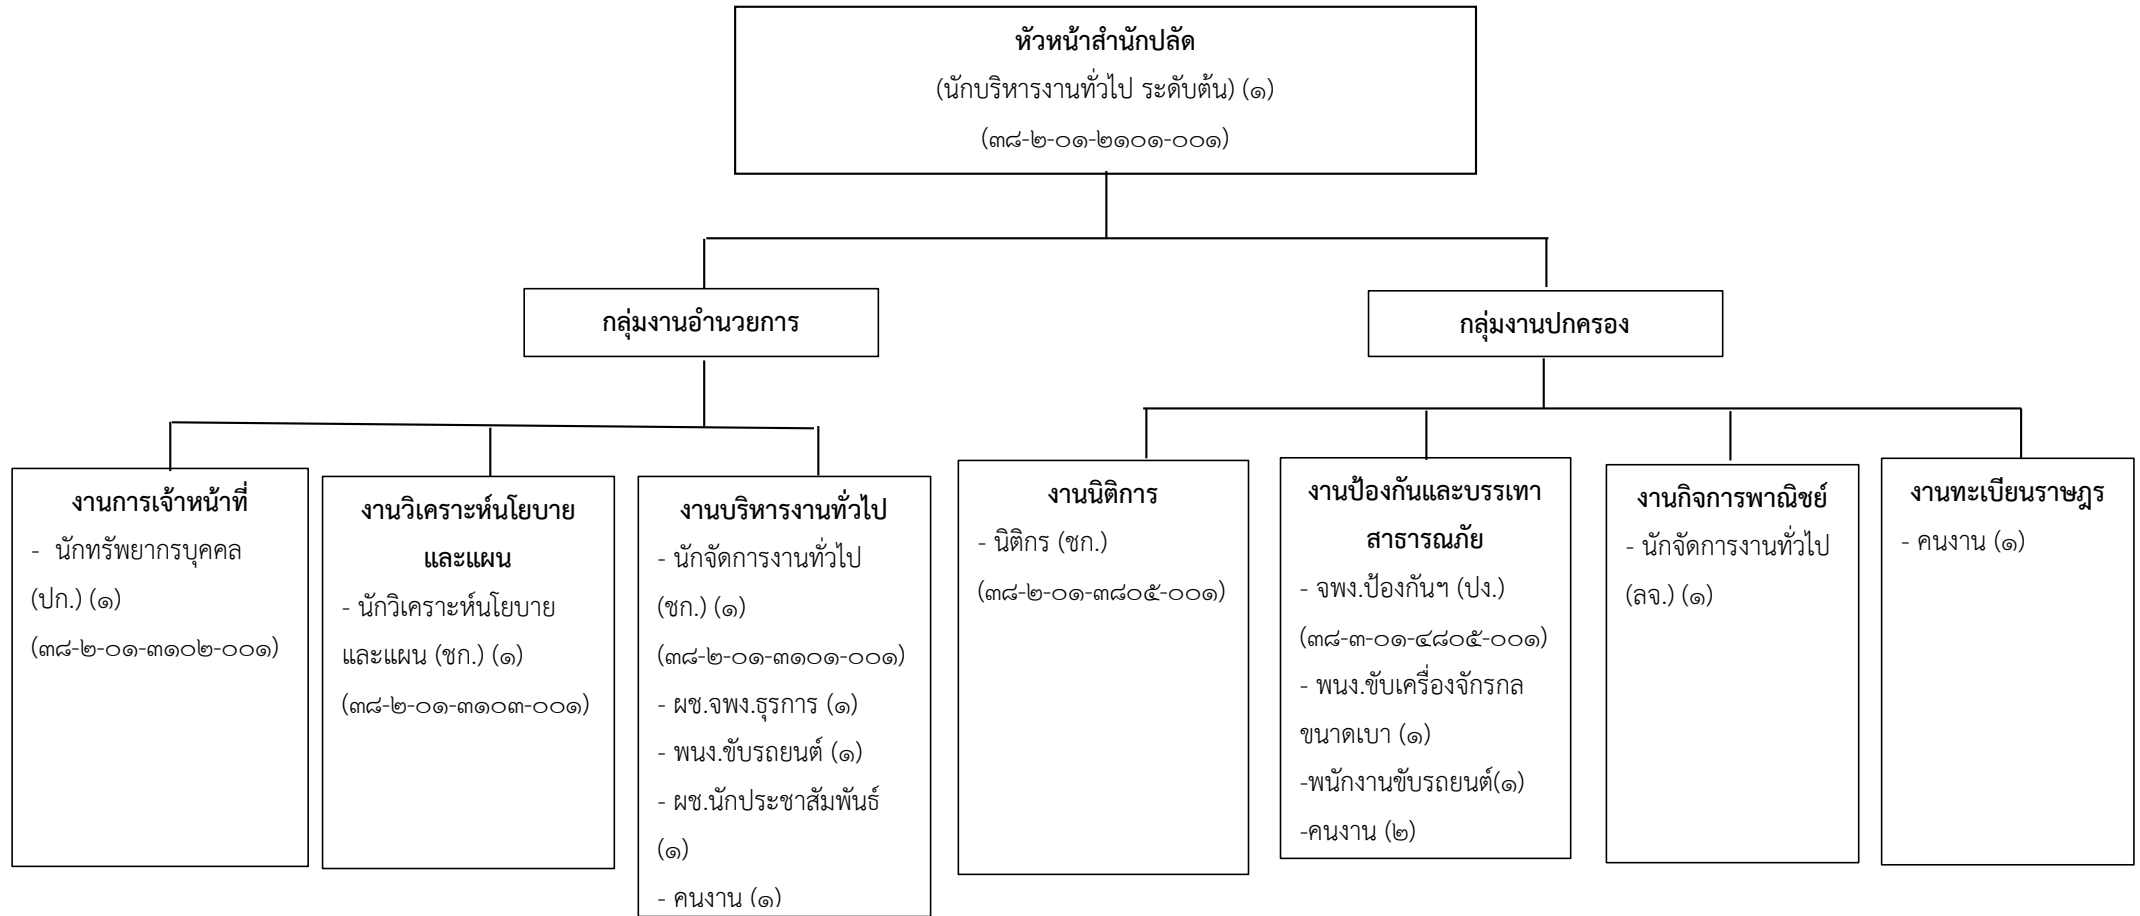 หัวหน้าสำนักปลัด
(นักบริหารงานทั่วไป ระดับต้น) (๑)
(๓๘-๒-๐๑-๒๑๐๑-๐๐๑)
กลุ่มงานอำนวยการ
กลุ่มงานปกครอง
งานการเจ้าหน้าที่
- นักทรัพยากรบุคคล
(ปก.) (๑)
(๓๘-๒-๐๑-๓๑๐๒-๐๐๑)
งานวิเคราะห์นโยบาย
และแผน
- นักวิเคราะห์นโยบาย
และแผน (ชก.) (๑)
(๓๘-๒-๐๑-๓๑๐๓-๐๐๑)
งานบริหารงานทั่วไป
- นักจัดการงานทั่วไป
(ชก.) (๑)
(๓๘-๒-๐๑-๓๑๐๑-๐๐๑)
- ผช.จพง.ธุรการ (๑)
- พนง.ขับรถยนต์ (๑)
- ผช.นักประชาสัมพันธ์
(๑)
- คนงาน (๑)
งานนิติการ
- นิติกร (ชก.)
(๓๘-๒-๐๑-๓๘๐๕-๐๐๑)
งานป้องกันและบรรเทา
สาธารณภัย
- จพง.ป้องกันฯ (ปง.)
(๓๘-๓-๐๑-๔๘๐๕-๐๐๑)
- พนง.ขับเครื่องจักรกล
ขนาดเบา (๑)
-พนักงานขับรถยนต์(๑)
-คนงาน (๒)
งานกิจการพาณิชย์
- นักจัดการงานทั่วไป
(ลจ.) (๑)
งานทะเบียนราษฎร
- คนงาน (๑)